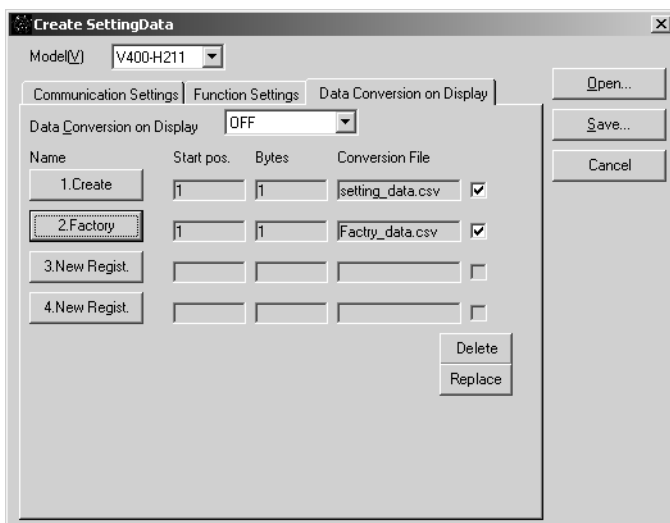 Create SettingData
Model(V) V400-H211
Communication Settings Function Settings Data Conversion on Display
Open...
Data Conversion on Display OFF
Save...
Name Start pos. Bytes Conversion File
Cancel
1.Create 1 1 setting_data.csv
2.Factory 1 1 Factry_data.csv
3.New Regist.
4.New Regist.
Delete
Replace